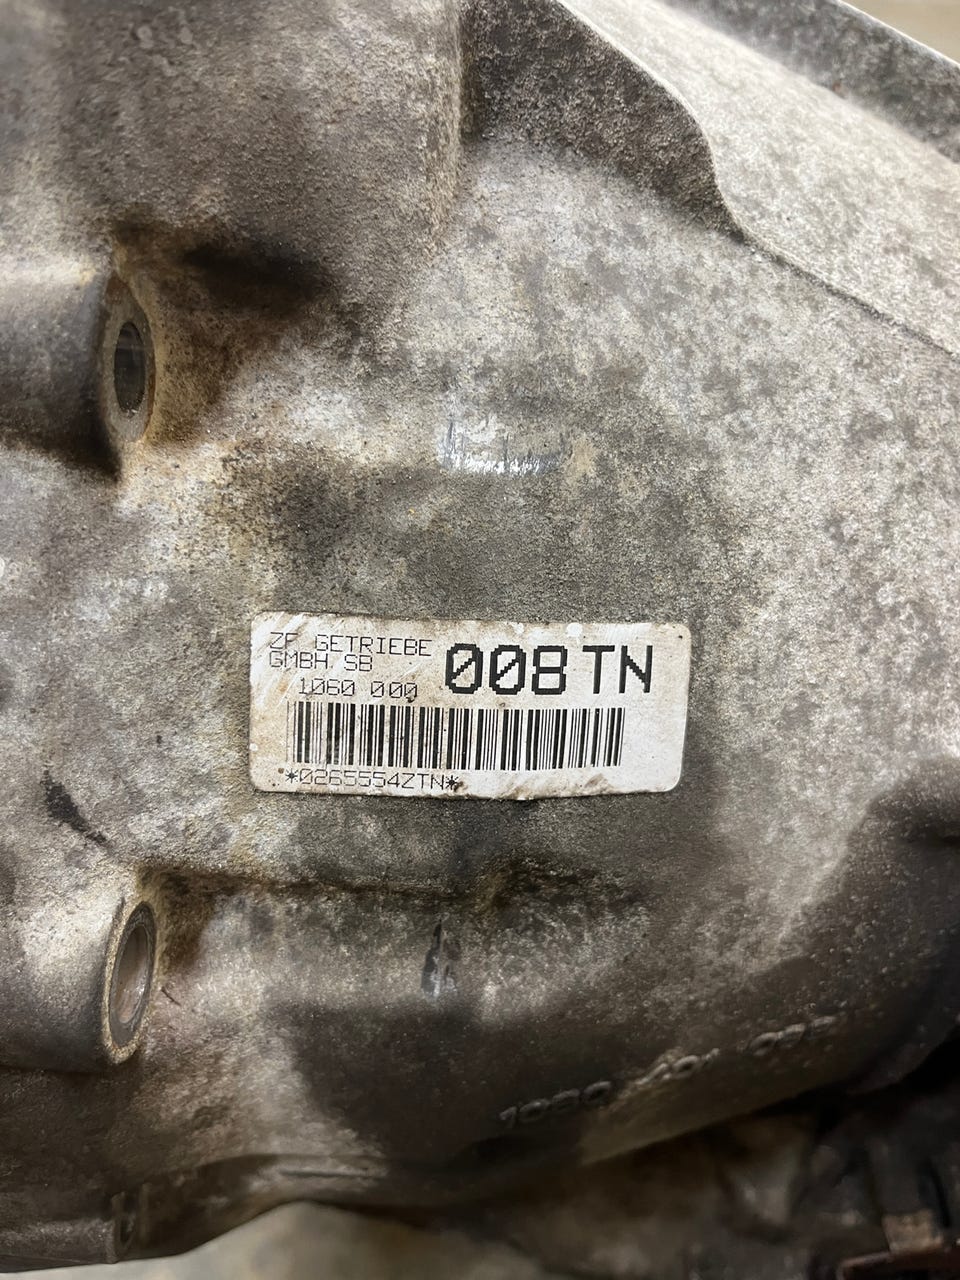 ZF GETRIEBE
GMBH SB
008TN
1060 000
*0265554ZTN*